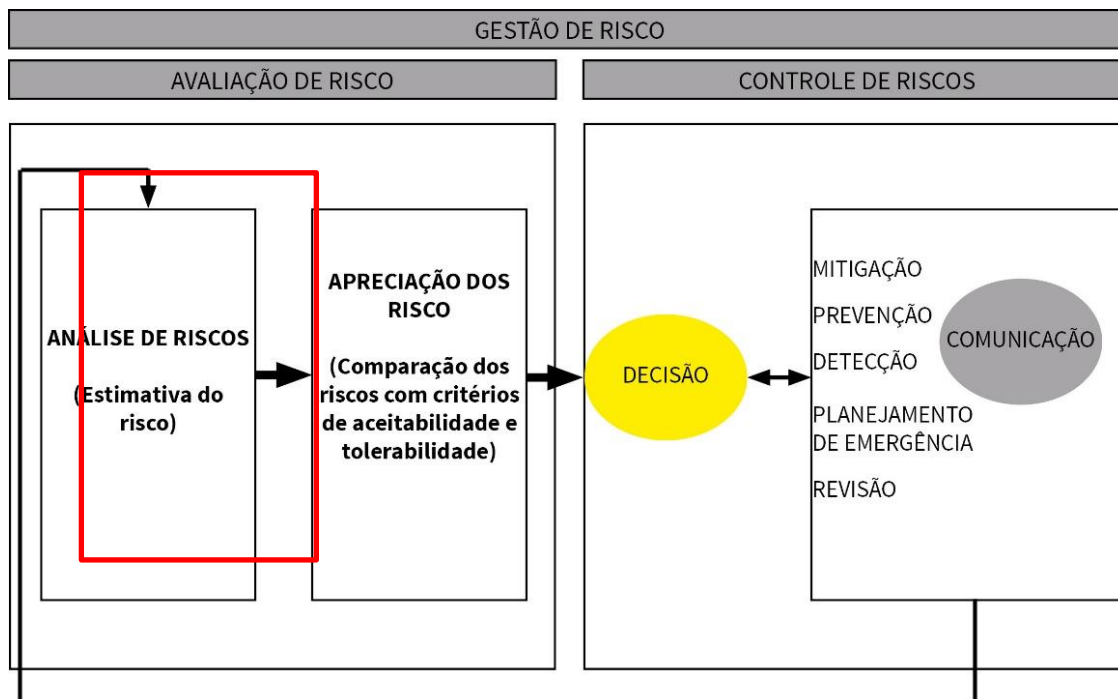 GESTÃO DE RISCO
AVALIAÇÃO DE RISCO
CONTROLE DE RISCOS
ANÁLISE DE RISCOS
(Estimativa do
risco)
APRECIAÇÃO DOS
RISCO
(Comparação dos
riscos com critérios
de aceitabilidade e
tolerabilidade)
DECISÃO
MITIGAÇÃO
PREVENÇÃO
DETECÇÃO
PLANEJAMENTO
DE EMERGÊNCIA
REVISÃO
COMUNICAÇÃO